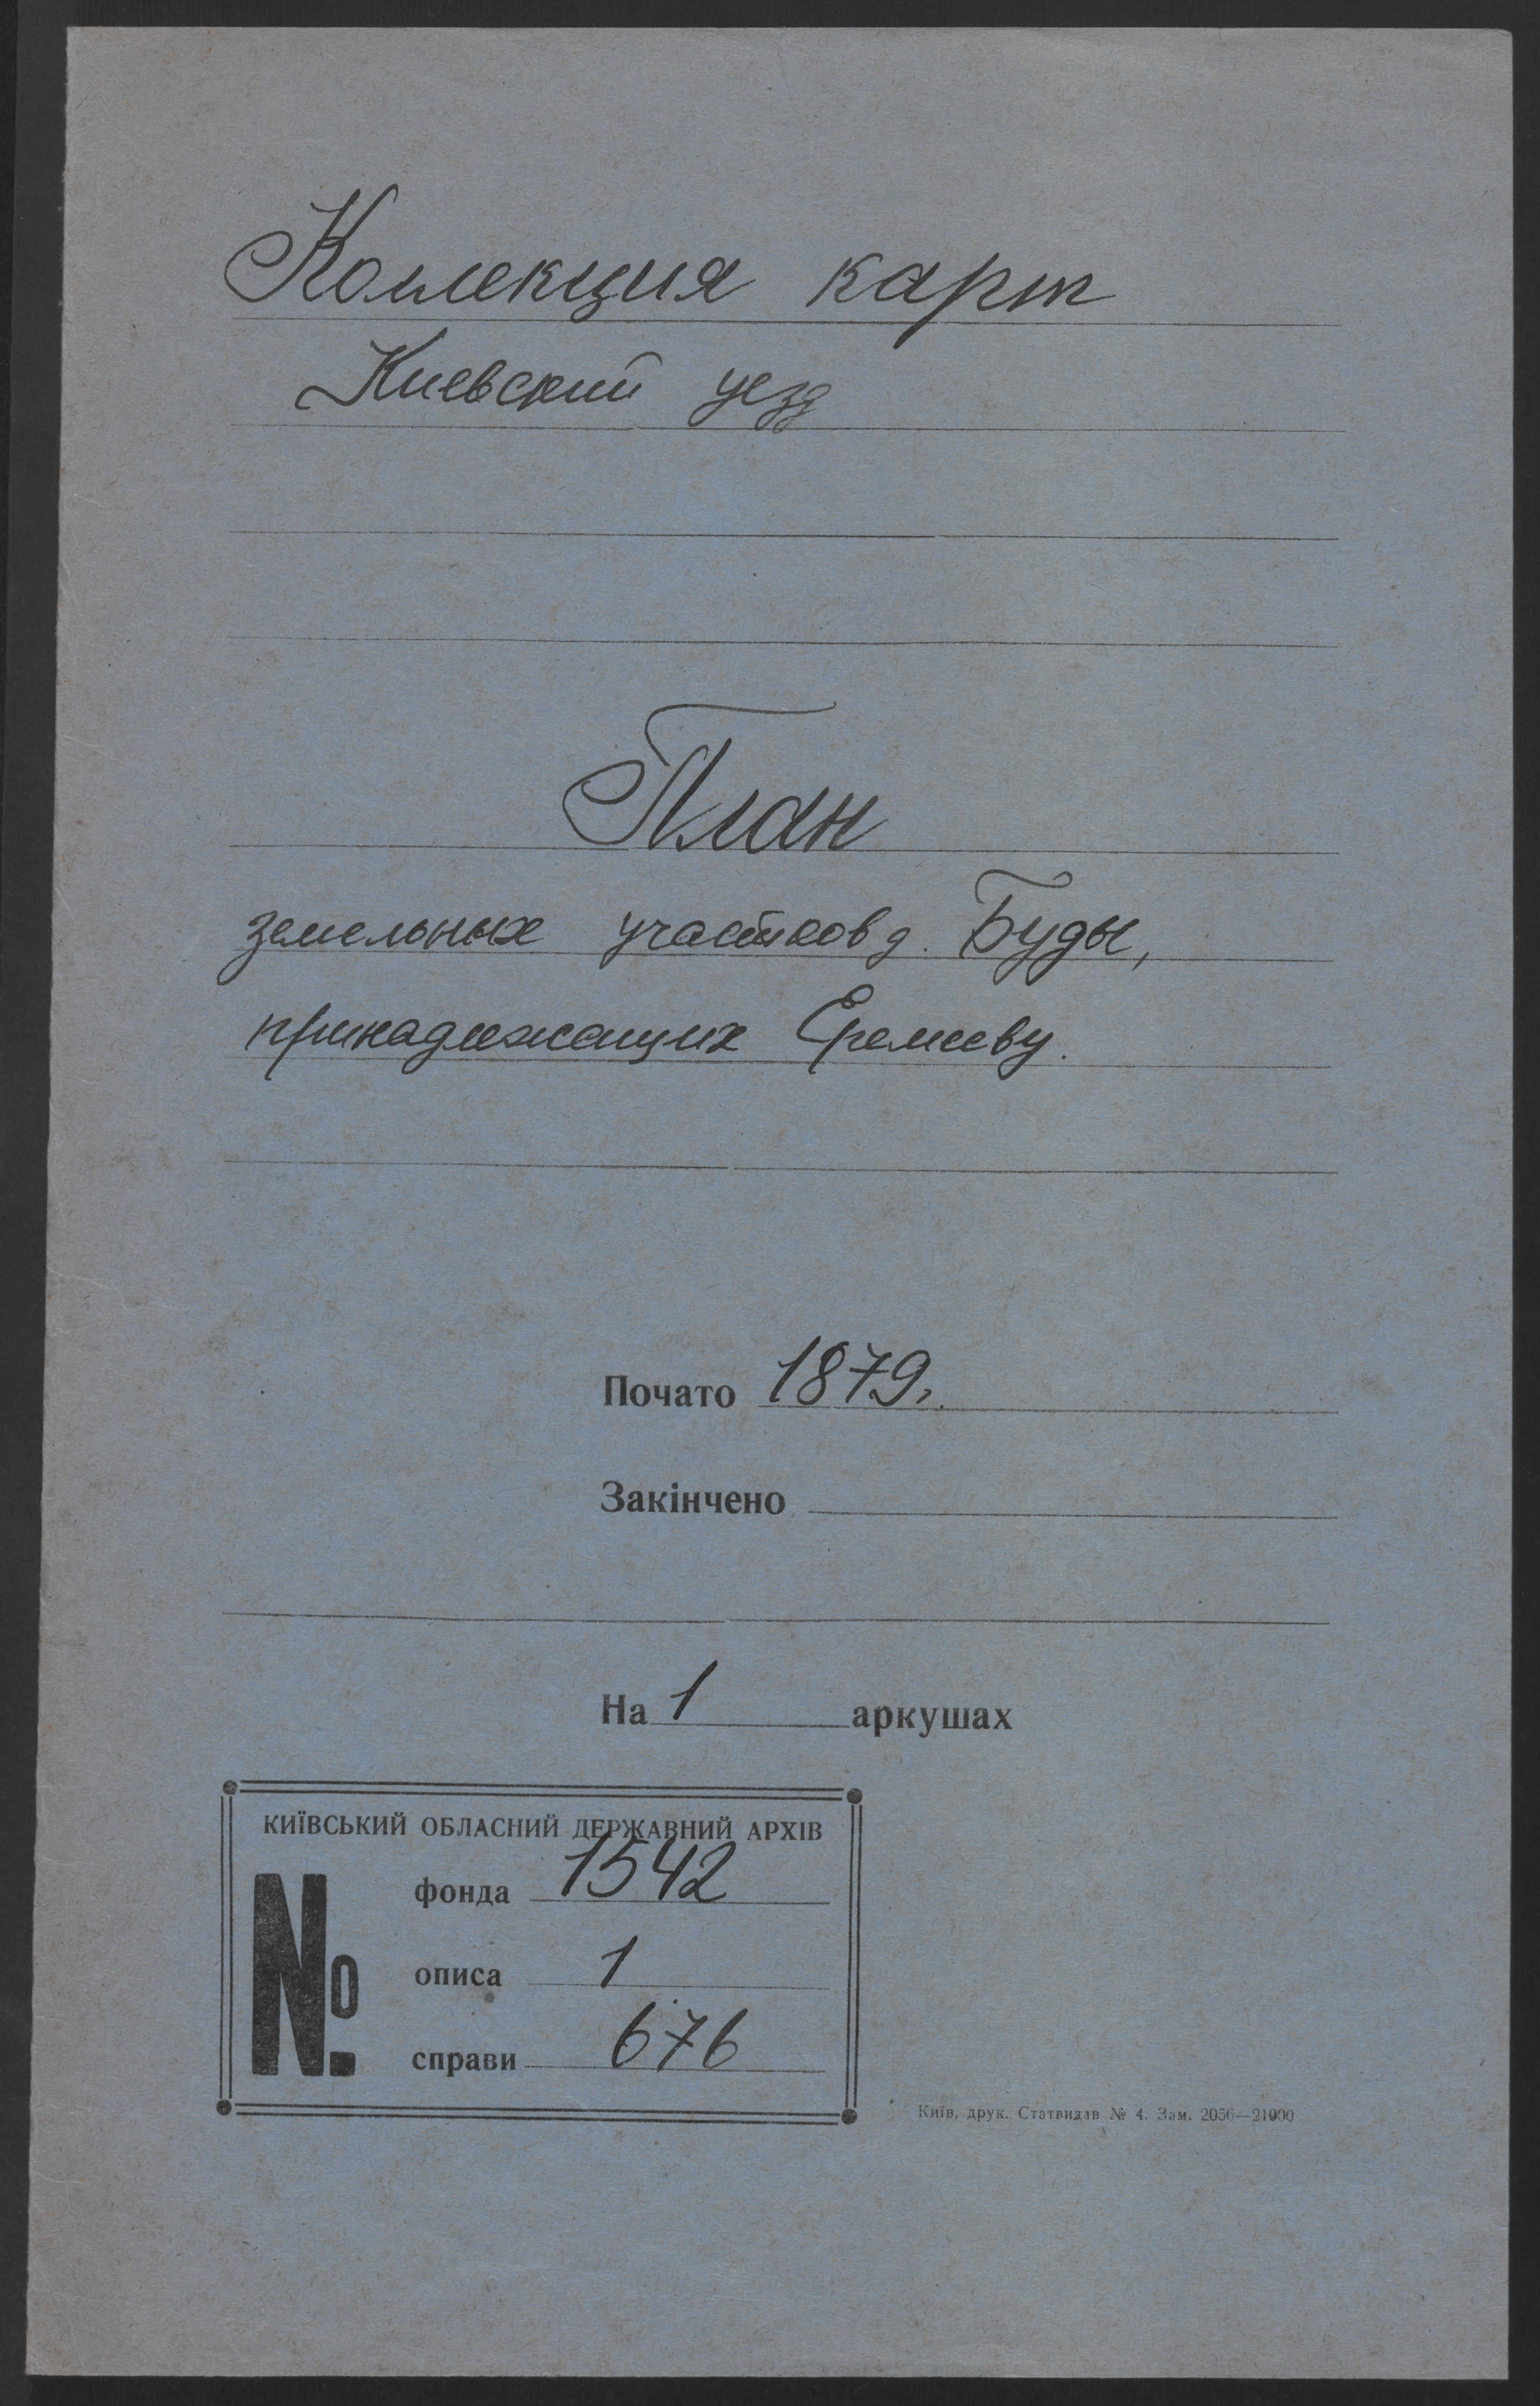 Коллекция карт
Киевский уезд
План
земельных участков д. Буды,
принадлежащих Еремееву.
Почато 1879.
Закінчено
На 1 аркушах
КИЇВСЬКИЙ ОБЛАСНИЙ ДЕРЖАВНИЙ АРХІВ
№ фонда 1542
описа 1
справи 676
Київ, друк. Статвидав № 4. Зам. 2056—21000